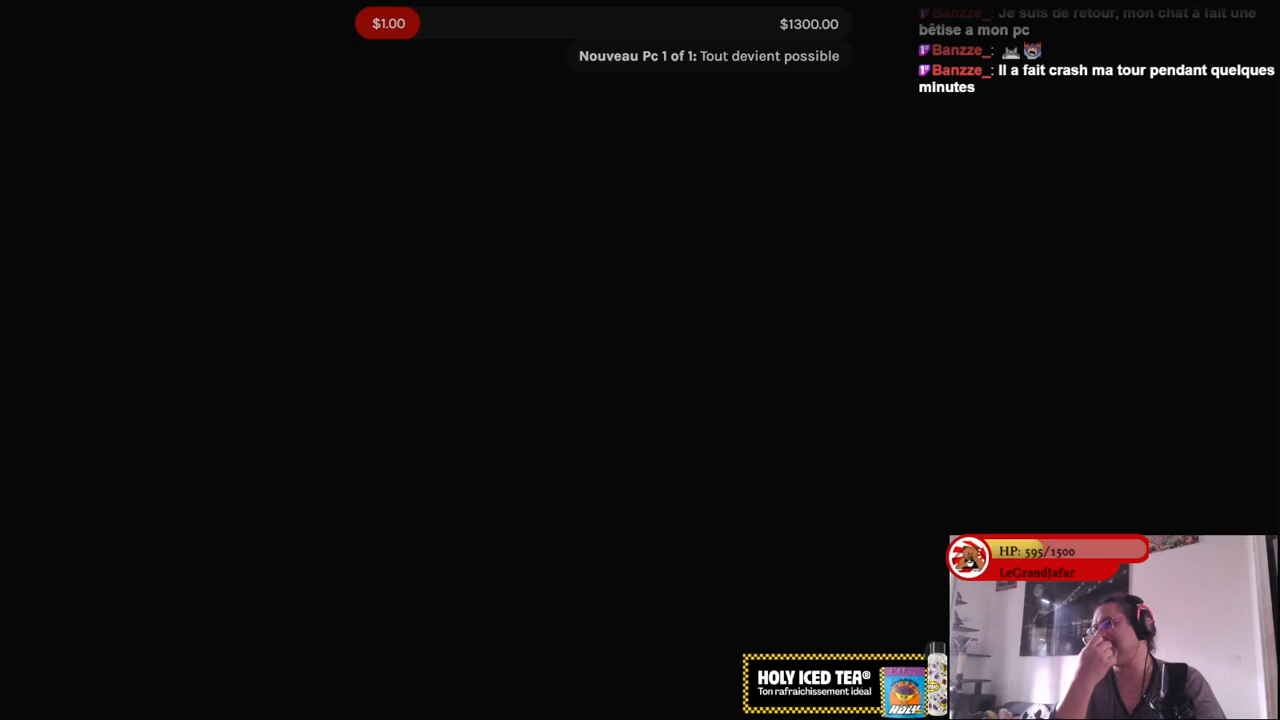 $1.00 $1300.00
Nouveau Pc 1 of 1: Tout devient possible
Banzze_: Je suis de retour, mon chat à fait une
bêtise a mon pc
Banzze_:
Banzze_: Il a fait crash ma tour pendant quelques
minutes
HP: 595/1500
LeGrandJafar
HOLY ICED TEA®
Ton rafraichissement idéal
HOLY